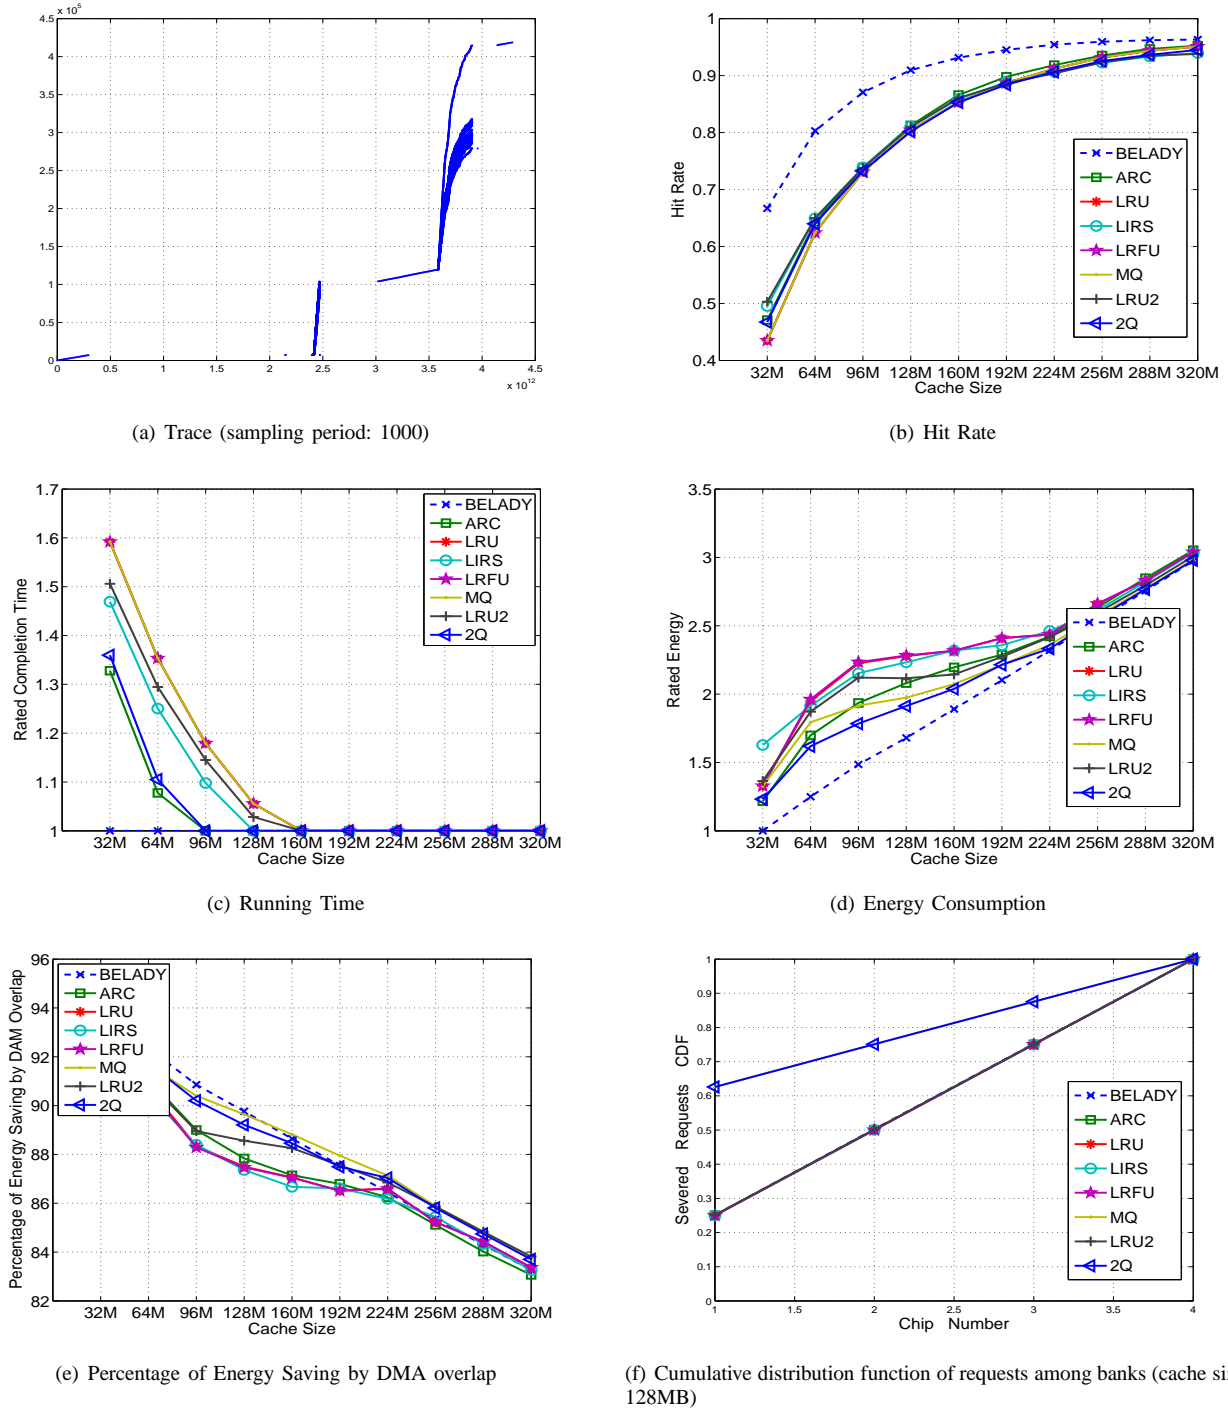 x 10^5
4.5
4
3.5
3
2.5
2
1.5
1
0.5
0
0 0.5 1 1.5 2 2.5 3 3.5 4 4.5
x 10^12
(a) Trace (sampling period: 1000)
Hit Rate
1
0.9
0.8
0.7
0.6
0.5
0.4
BELADY
ARC
LRU
LIRS
LRFU
MQ
LRU2
2Q
32M 64M 96M 128M 160M 192M 224M 256M 288M 320M
Cache Size
(b) Hit Rate
Rated Completion Time
1.7
1.6
1.5
1.4
1.3
1.2
1.1
1
BELADY
ARC
LRU
LIRS
LRFU
MQ
LRU2
2Q
32M 64M 96M 128M 160M 192M 224M 256M 288M 320M
Cache Size
(c) Running Time
Rated Energy
3.5
3
2.5
2
1.5
1
BELADY
ARC
LRU
LIRS
LRFU
MQ
LRU2
2Q
32M 64M 96M 128M 160M 192M 224M 256M 288M 320M
Cache Size
(d) Energy Consumption
Percentage of Energy Saving by DAM Overlap
96
94
92
90
88
86
84
82
BELADY
ARC
LRU
LIRS
LRFU
MQ
LRU2
2Q
32M 64M 96M 128M 160M 192M 224M 256M 288M 320M
Cache Size
(e) Percentage of Energy Saving by DMA overlap
Severed Requests CDF
1
0.9
0.8
0.7
0.6
0.5
0.4
0.3
0.2
0.1
0
BELADY
ARC
LRU
LIRS
LRFU
MQ
LRU2
2Q
1 1.5 2 2.5 3 3.5 4
Chip Number
(f) Cumulative distribution function of requests among banks (cache si
128MB)